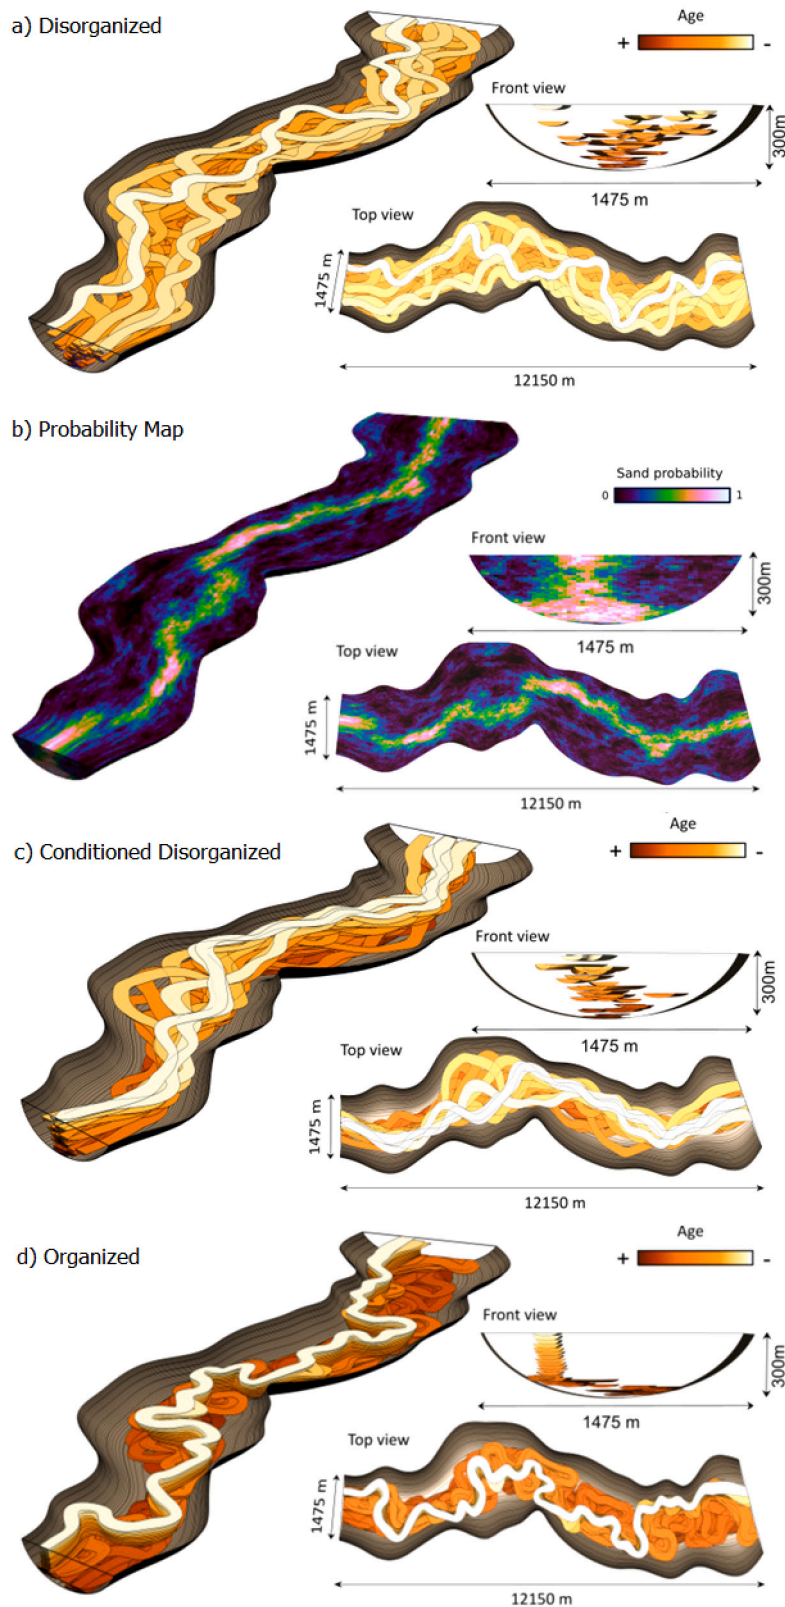 a) Disorganized
Age
+ -
Front view
300m
1475 m
Top view
1475 m
12150 m
b) Probability Map
Sand probability
0 1
Front view
300m
1475 m
Top view
1475 m
12150 m
c) Conditioned Disorganized
Age
+ -
Front view
300m
1475 m
Top view
1475 m
12150 m
d) Organized
Age
+ -
Front view
300m
1475 m
Top view
1475 m
12150 m